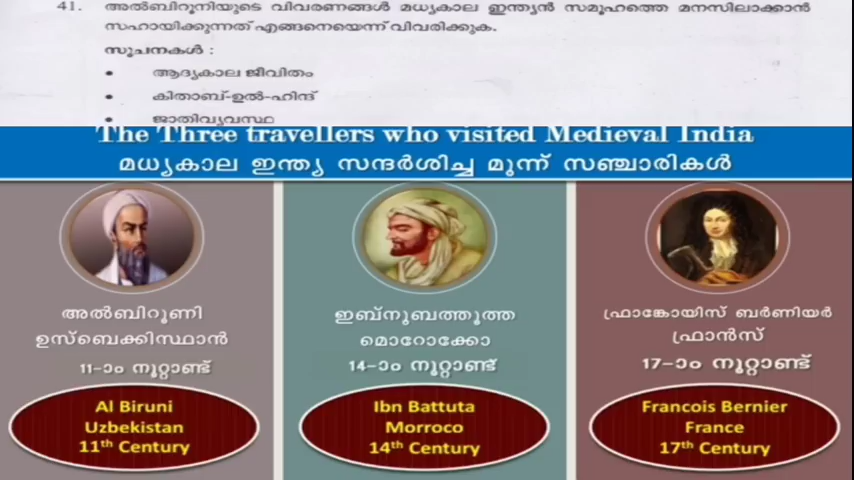 41. അൽബിറൂനിയുടെ വിവരണങ്ങൾ മധ്യകാല ഇന്ത്യൻ സമൂഹത്തെ മനസിലാക്കാൻ
സഹായിക്കുന്നത് എങ്ങനെയെന്ന് വിവരിക്കുക.
സൂചനകൾ :
• ആദ്യകാല ജീവിതം
• കിതാബ്-ഉൽ-ഹിന്ദ്
• ജാതിവ്യവസ്ഥ
The Three travellers who visited Medieval India
മധ്യകാല ഇന്ത്യ സന്ദർശിച്ച മൂന്ന് സഞ്ചാരികൾ
അൽബിറൂണി
ഉസ്ബെക്കിസ്ഥാൻ
11-ാം നൂറ്റാണ്ട്
Al Biruni
Uzbekistan
11th Century
ഇബ്നുബത്തൂത്ത
മൊറോക്കോ
14-ാം നൂറ്റാണ്ട്
Ibn Battuta
Morroco
14th Century
ഫ്രാങ്കോയിസ് ബർണിയർ
ഫ്രാൻസ്
17-ാം നൂറ്റാണ്ട്
Francois Bernier
France
17th Century